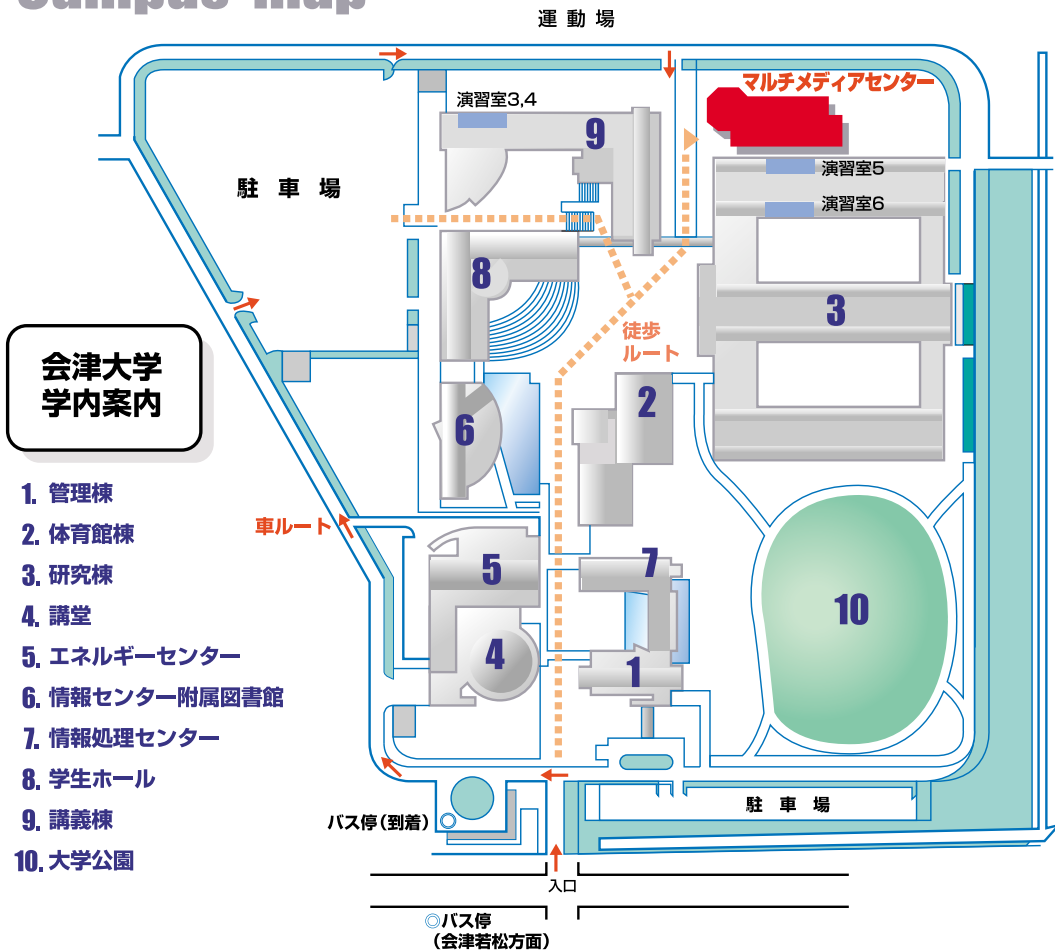 Campus map
運動場
マルチメディアセンター
演習室3,4
9
演習室5
駐車場
演習室6
8
3
徒歩
ルート
会津大学
学内案内
2
6
1. 管理棟
2. 体育館棟
3. 研究棟
4. 講堂
5. エネルギーセンター
6. 情報センター附属図書館
7. 情報処理センター
8. 学生ホール
9. 講義棟
10. 大学公園
車ルート
5
7
10
4
1
駐車場
バス停(到着)
入口
◎バス停
(会津若松方面)